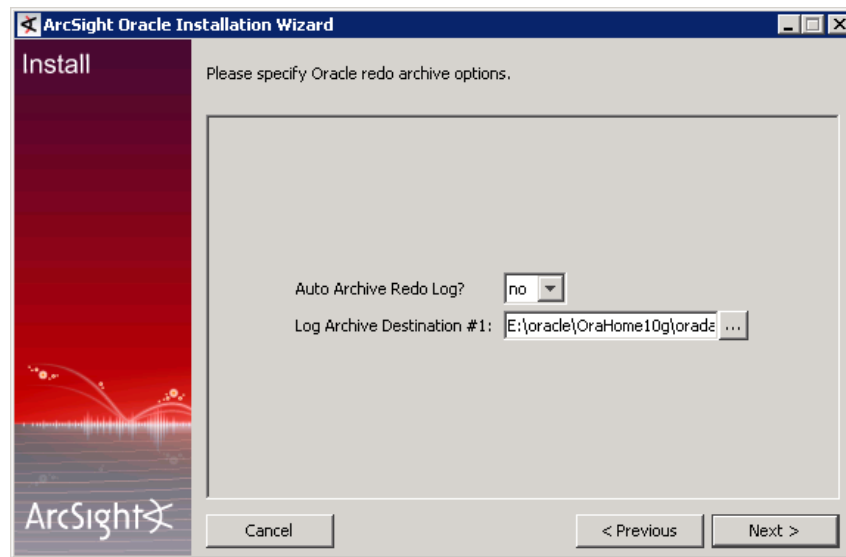 ArcSight Oracle Installation Wizard
Install
Please specify Oracle redo archive options.
Auto Archive Redo Log? no
Log Archive Destination #1: E:\oracle\OraHome10g\orada ...
ArcSight
Cancel < Previous Next >